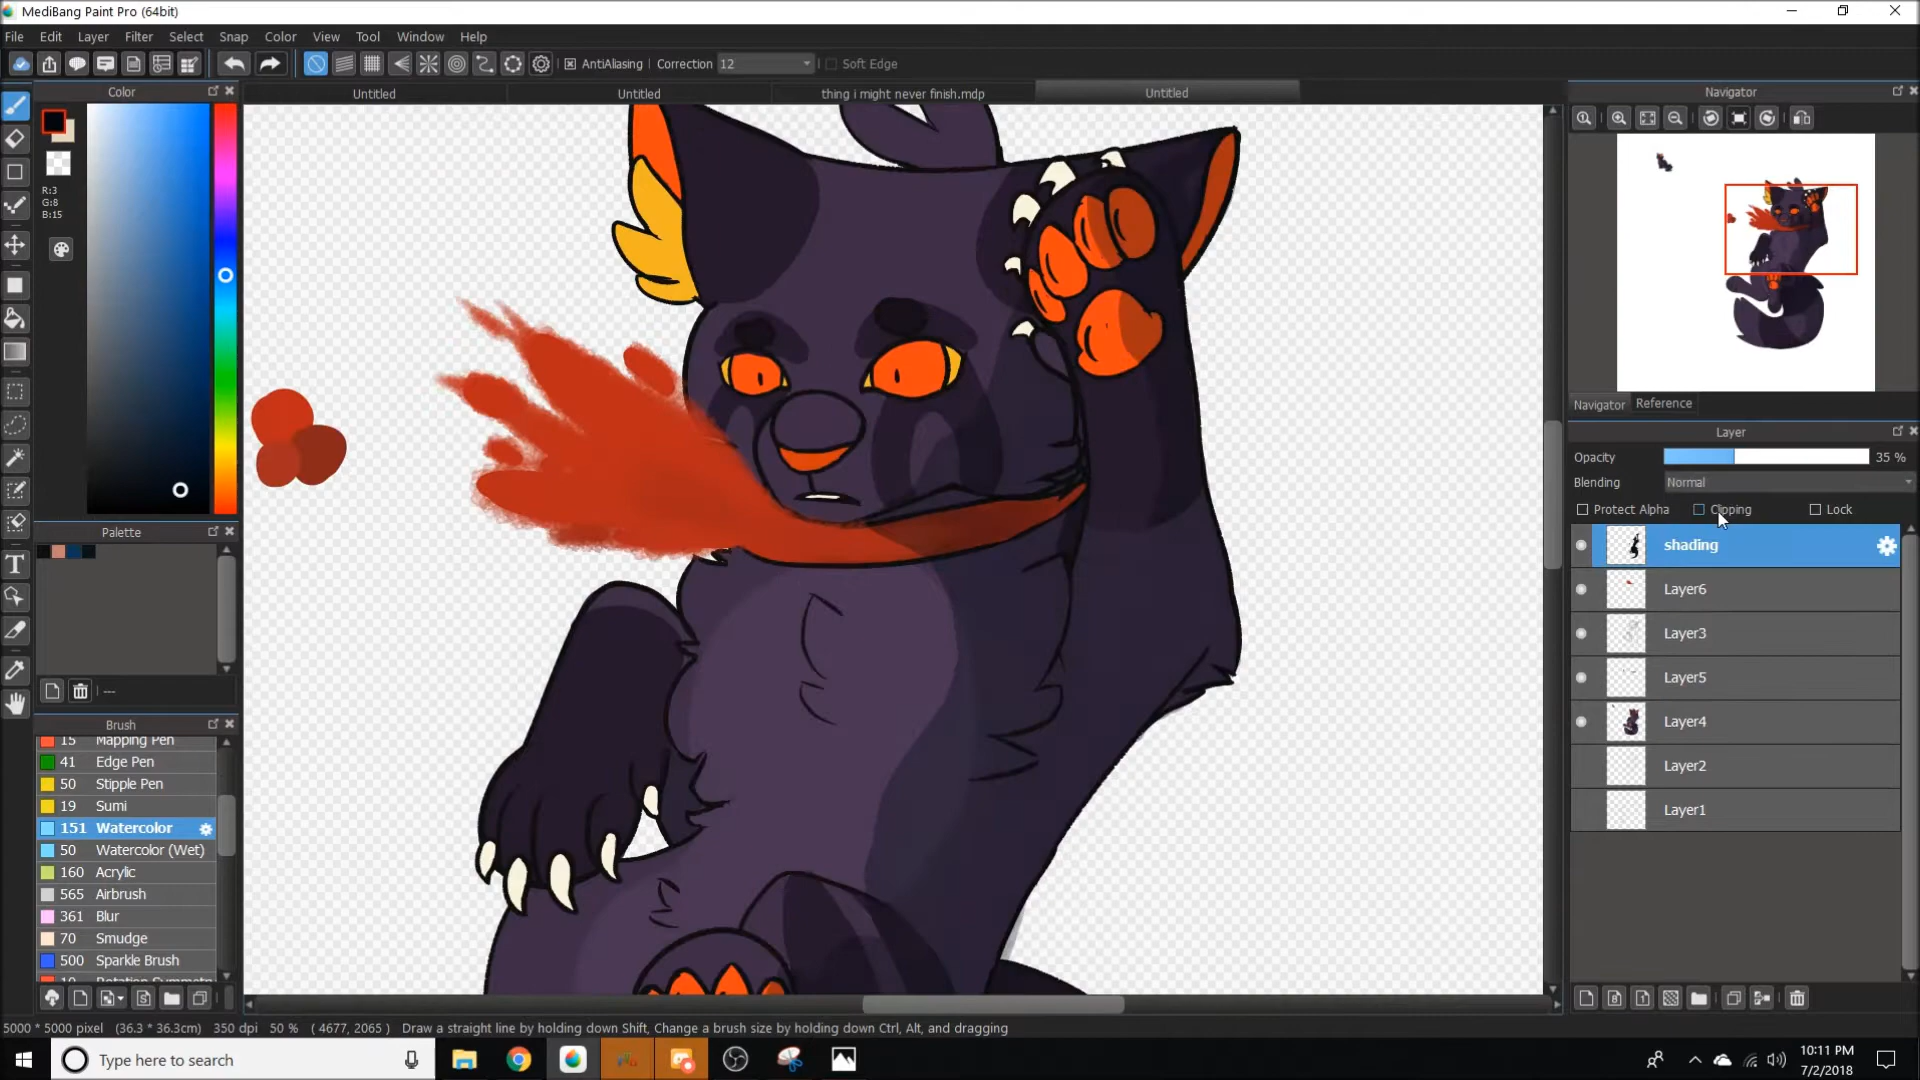 MediBang Paint Pro (64bit)
File Edit Layer Filter Select Snap Color View Tool Window Help
AntiAliasing Correction 12 Soft Edge
Color
Untitled Untitled thing i might never finish.mdp Untitled
Navigator
R:3
G:8
B:15
Navigator Reference
Layer
Opacity 35 %
Blending Normal
Protect Alpha Clipping Lock
shading
Layer6
Layer3
Layer5
Layer4
Layer2
Layer1
Palette
---
Brush
15 Mapping Pen
41 Edge Pen
50 Stipple Pen
19 Sumi
151 Watercolor
50 Watercolor (Wet)
160 Acrylic
565 Airbrush
361 Blur
70 Smudge
500 Sparkle Brush
10 Rotation Symmetry
5000 * 5000 pixel (36.3 * 36.3cm) 350 dpi 50 % ( 4677, 2065 ) Draw a straight line by holding down Shift, Change a brush size by holding down Ctrl, Alt, and dragging
Type here to search
10:11 PM
7/2/2018